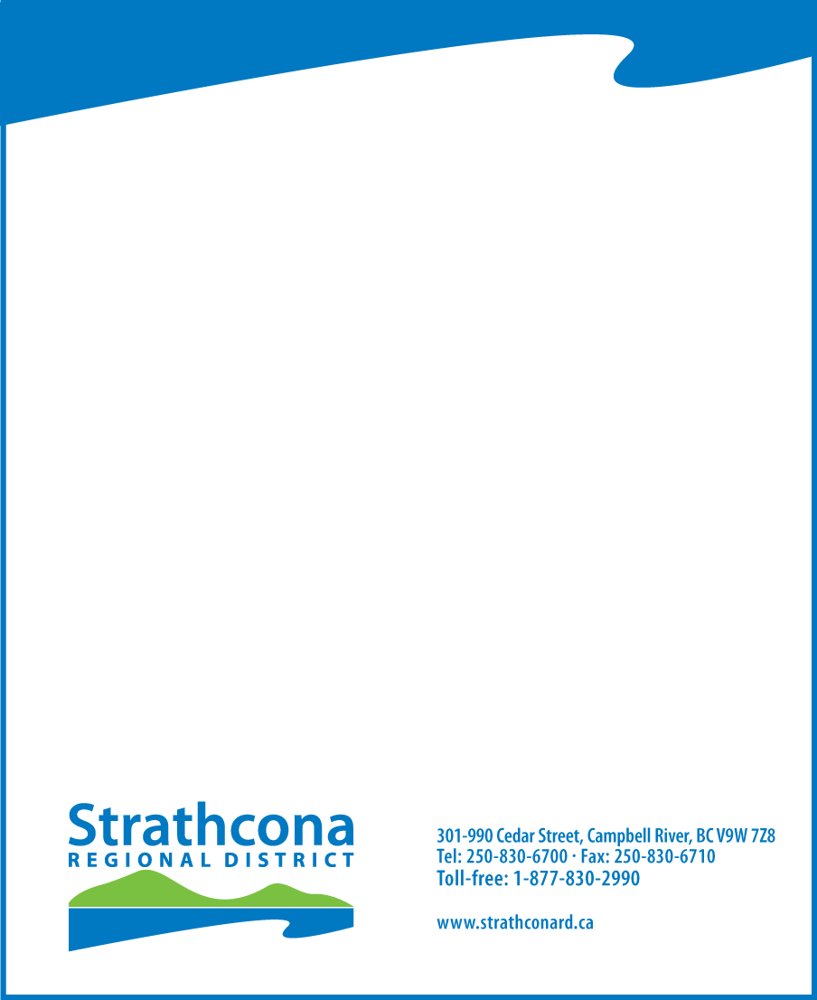 Strathcona
REGIONAL DISTRICT
301-990 Cedar Street, Campbell River, BC V9W 7Z8
Tel: 250-830-6700 · Fax: 250-830-6710
Toll-free: 1-877-830-2990
www.strathconard.ca